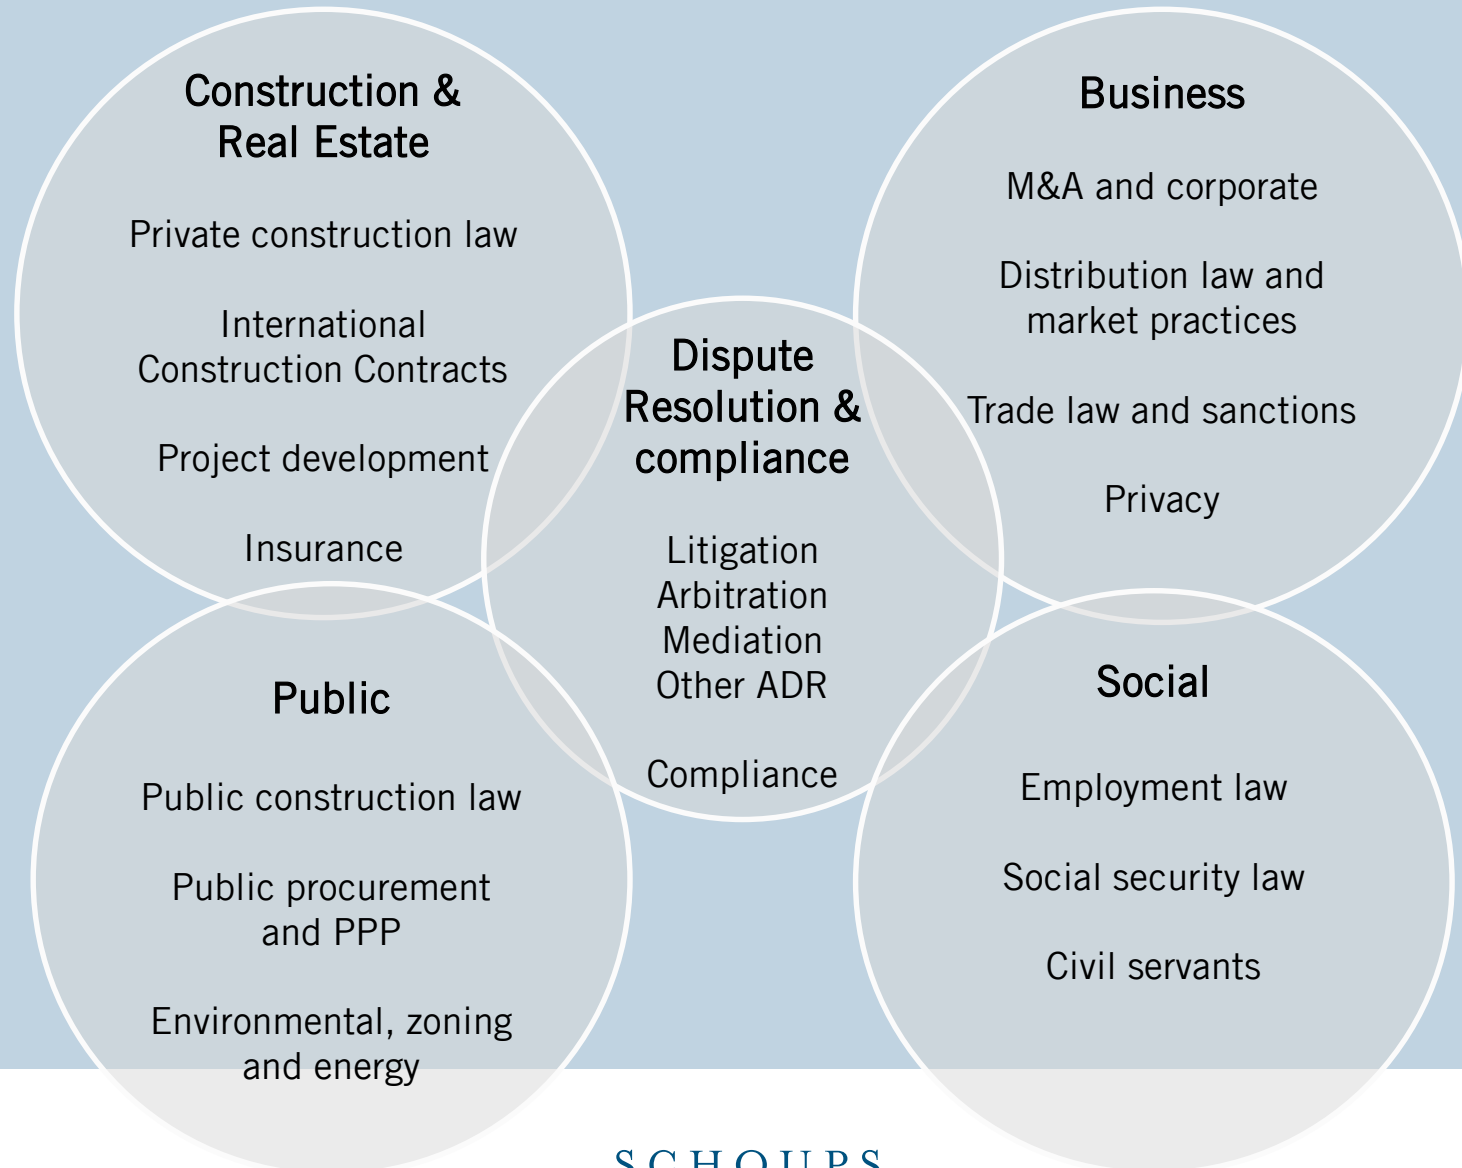 Construction &
Real Estate
Private construction law
International
Construction Contracts
Project development
Insurance
Business
M&A and corporate
Distribution law and
market practices
Trade law and sanctions
Privacy
Dispute
Resolution &
compliance
Litigation
Arbitration
Mediation
Other ADR
Compliance
Public
Public construction law
Public procurement
and PPP
Environmental, zoning
and energy
Social
Employment law
Social security law
Civil servants
SCHOUPS